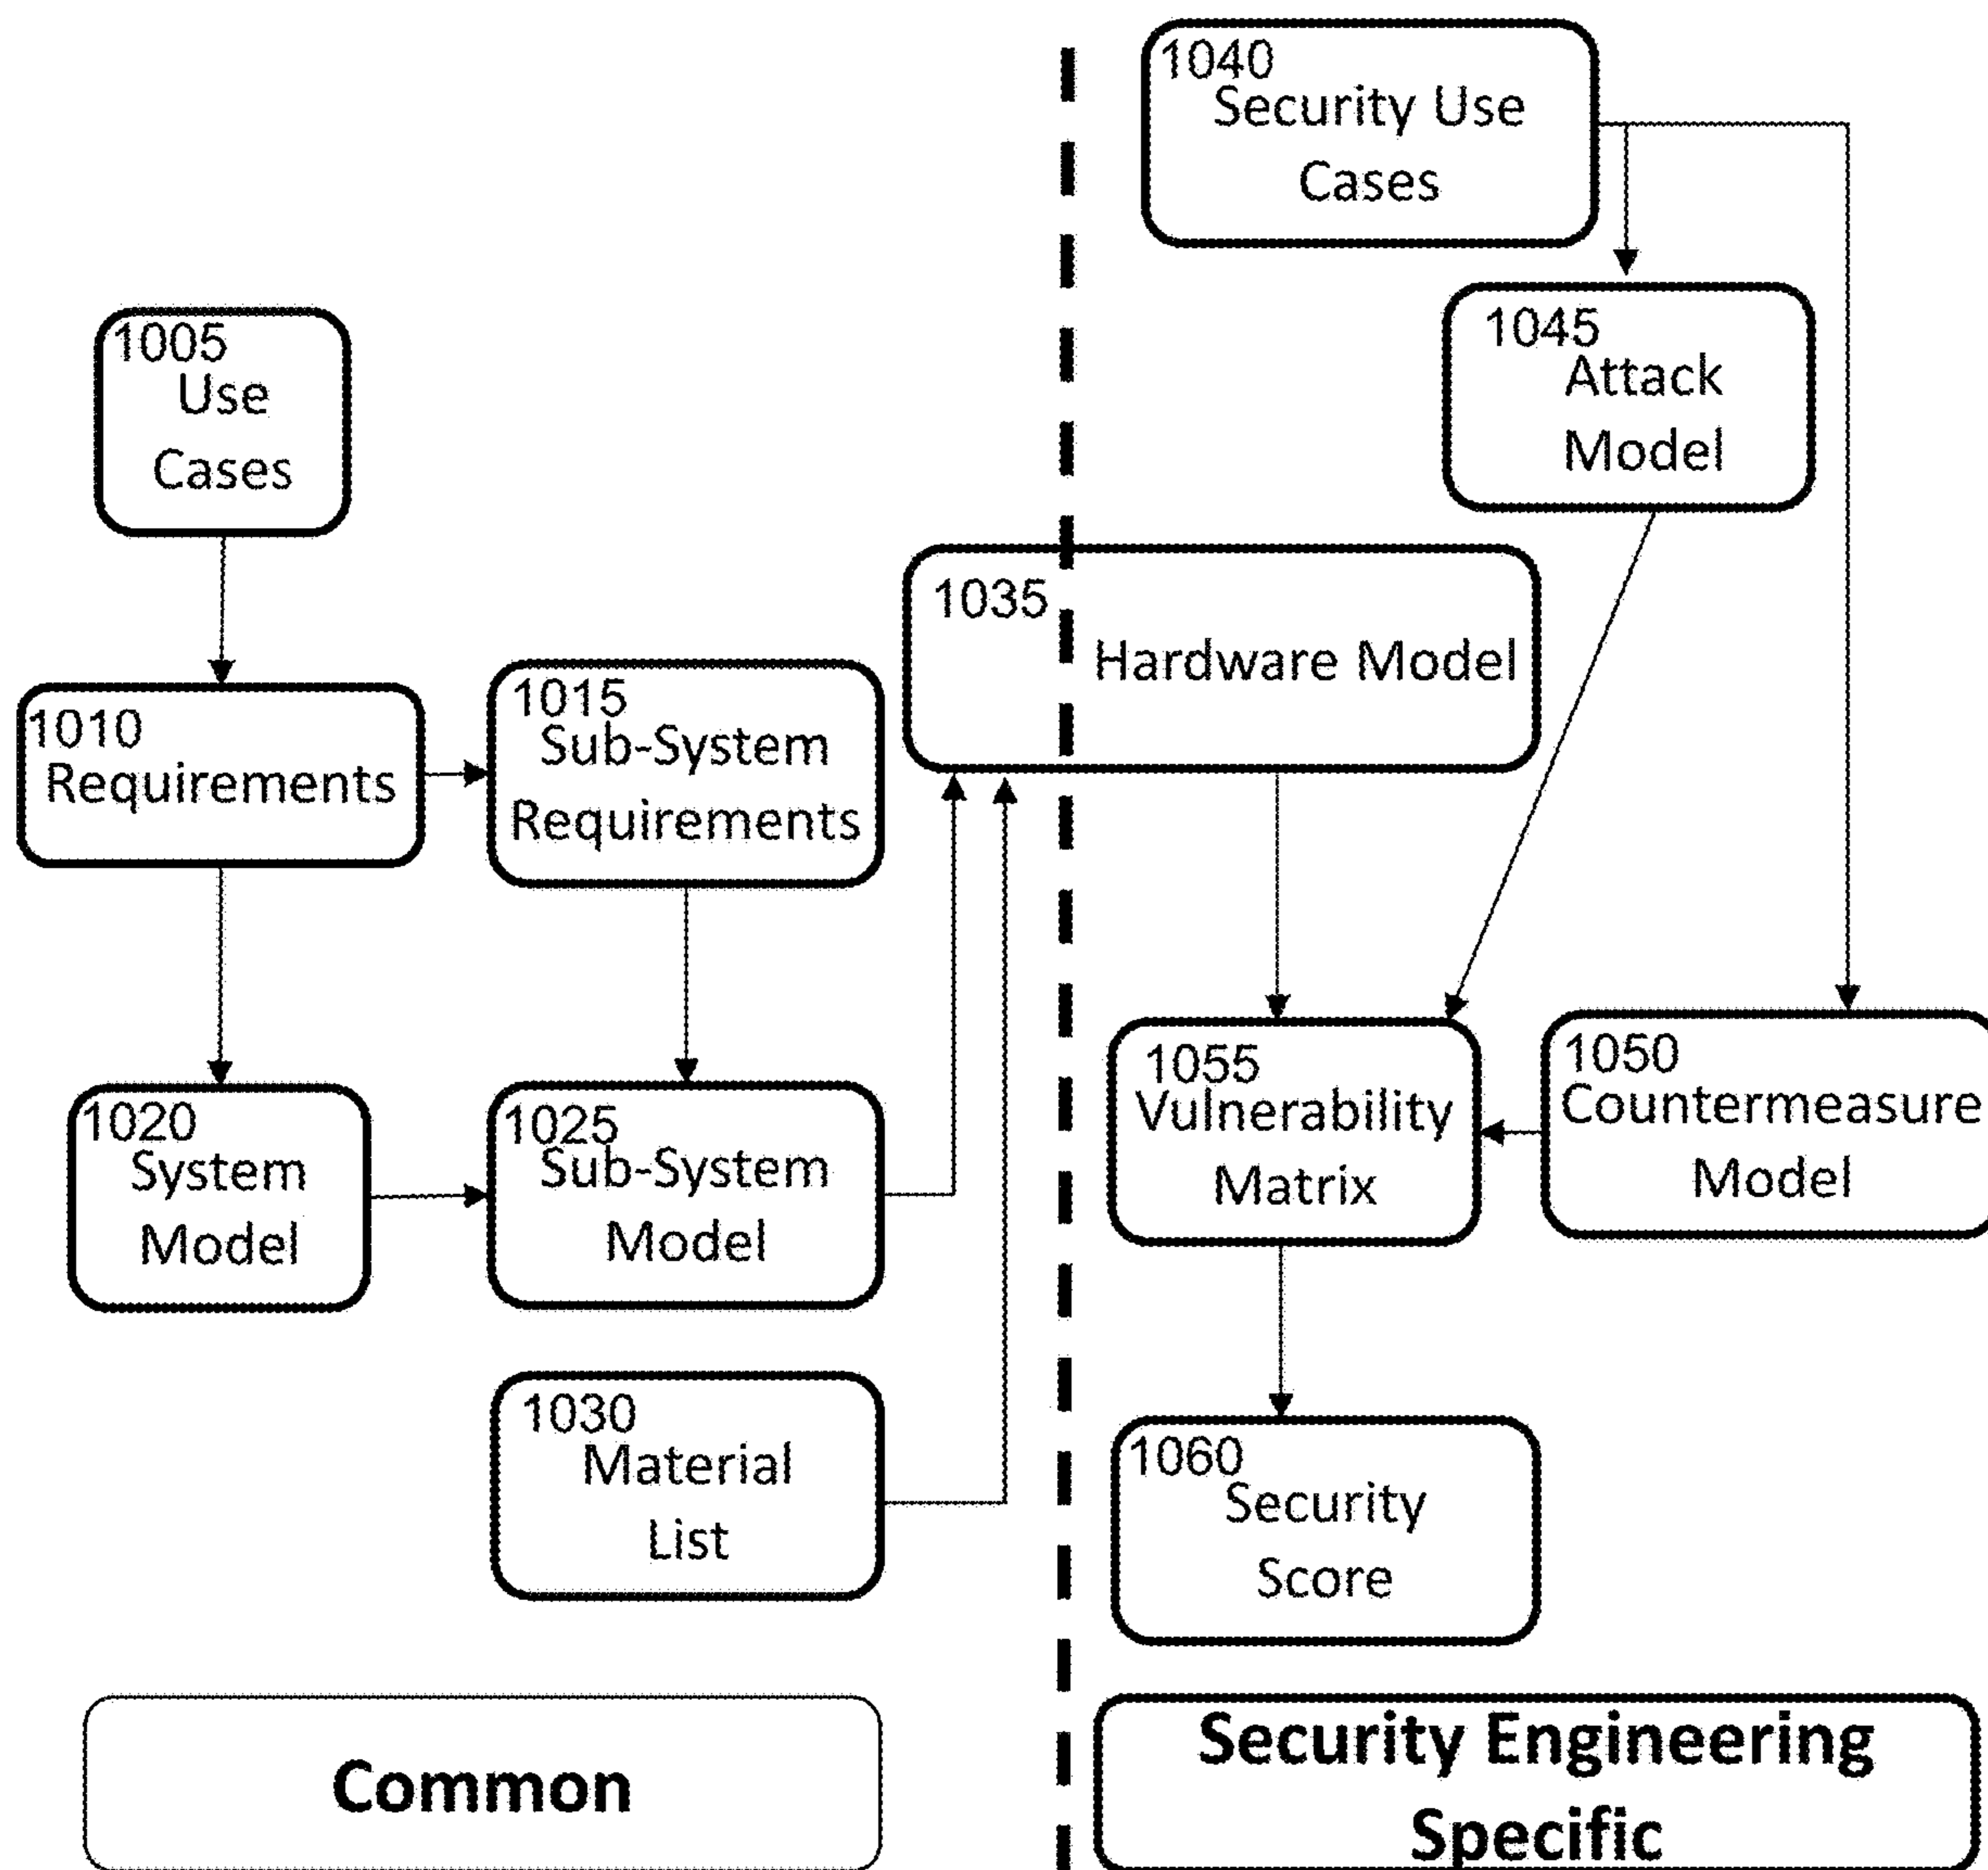 1040
Security Use
Cases
1045
Attack
Model
1005
Use
Cases
1035
Hardware Model
1010
Requirements
1015
Sub-System
Requirements
1020
System
Model
1025
Sub-System
Model
1055
Vulnerability
Matrix
1050
Countermeasure
Model
1030
Material
List
1060
Security
Score
Common
Security Engineering
Specific